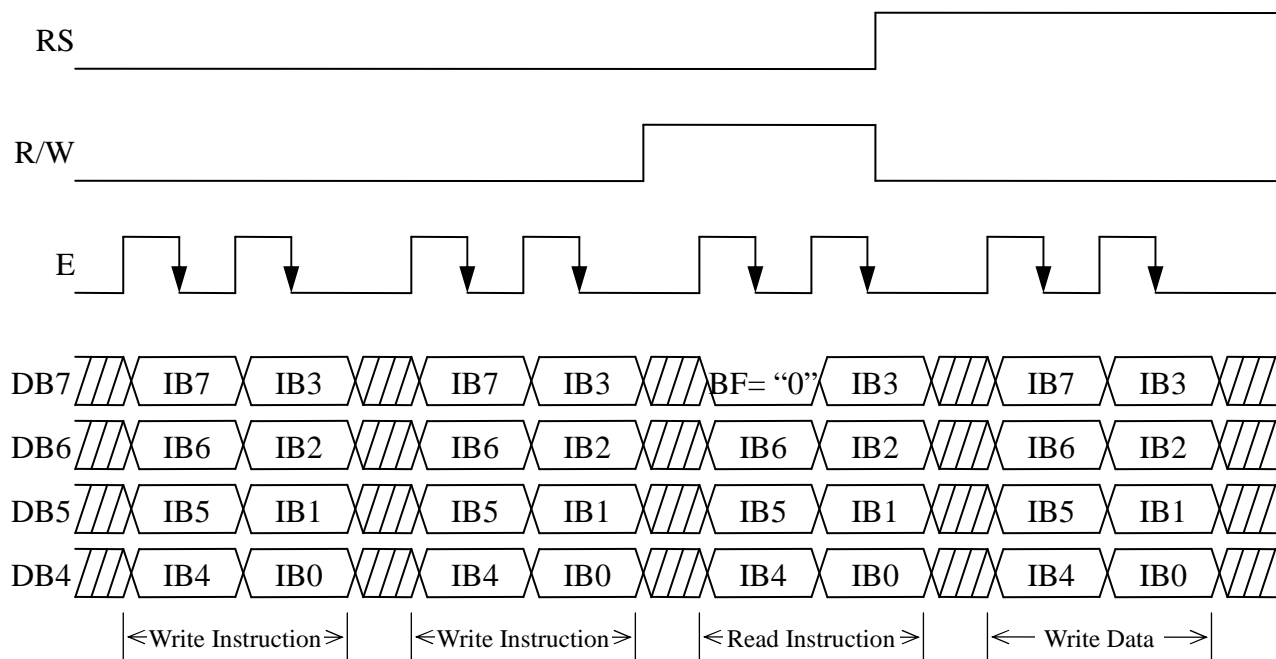 RS
R/W
E
DB7 IB7 IB3 IB7 IB3 BF= “0” IB3 IB7 IB3
DB6 IB6 IB2 IB6 IB2 IB6 IB2 IB6 IB2
DB5 IB5 IB1 IB5 IB1 IB5 IB1 IB5 IB1
DB4 IB4 IB0 IB4 IB0 IB4 IB0 IB4 IB0
Write Instruction Write Instruction Read Instruction Write Data